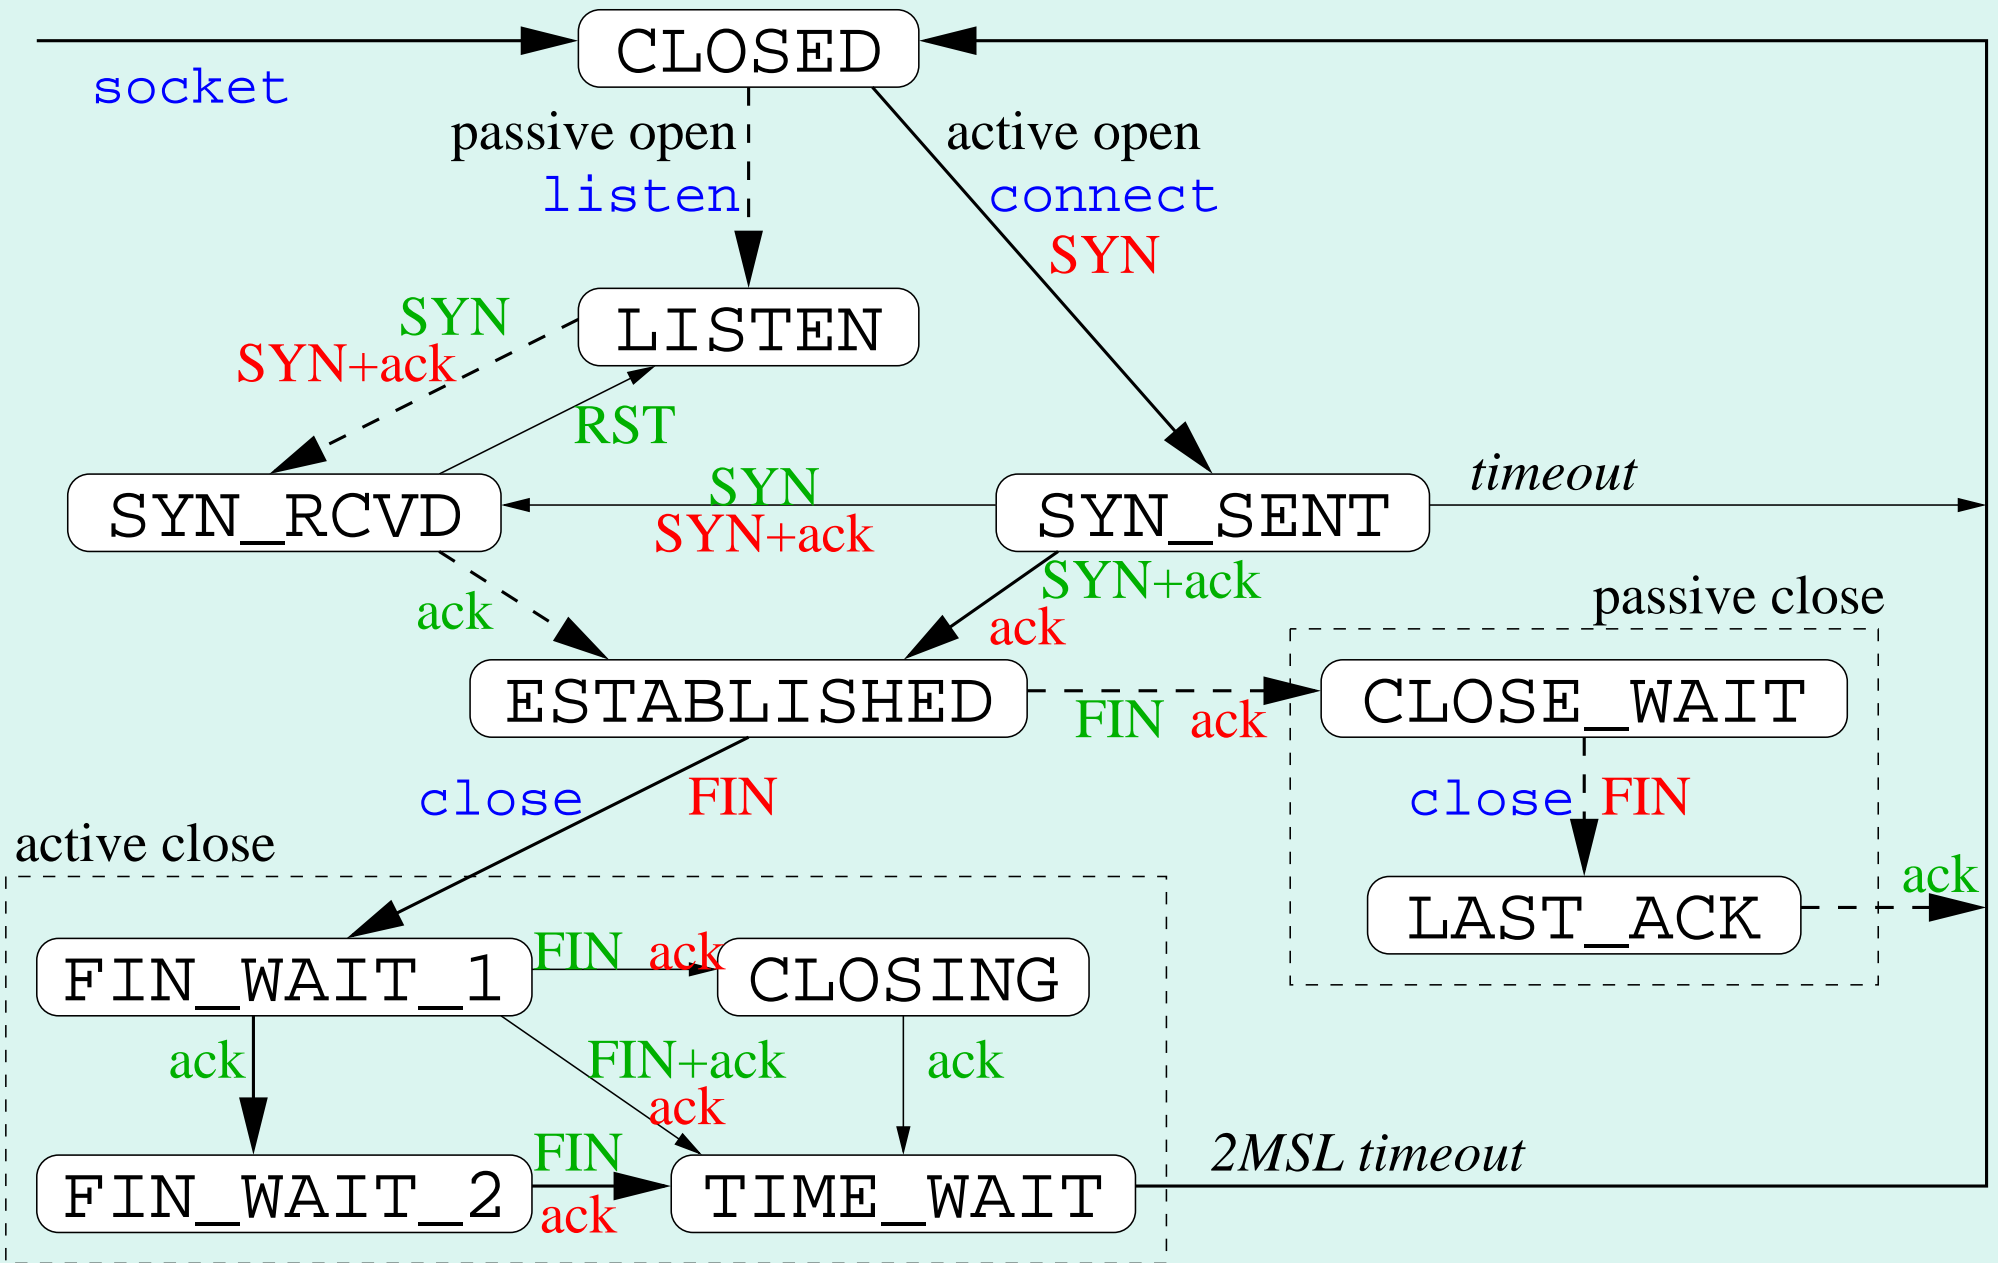 CLOSED
socket
passive open
active open
listen
connect
SYN
LISTEN
SYN
SYN+ack
RST
SYN_RCVD
SYN
SYN+ack
SYN_SENT
timeout
ack
SYN+ack
ack
passive close
ESTABLISHED
FIN ack
CLOSE_WAIT
close FIN
close FIN
active close
LAST_ACK
ack
FIN_WAIT_1
FIN ack
CLOSING
ack
FIN+ack
ack
ack
FIN_WAIT_2
FIN
ack
TIME_WAIT
2MSL timeout